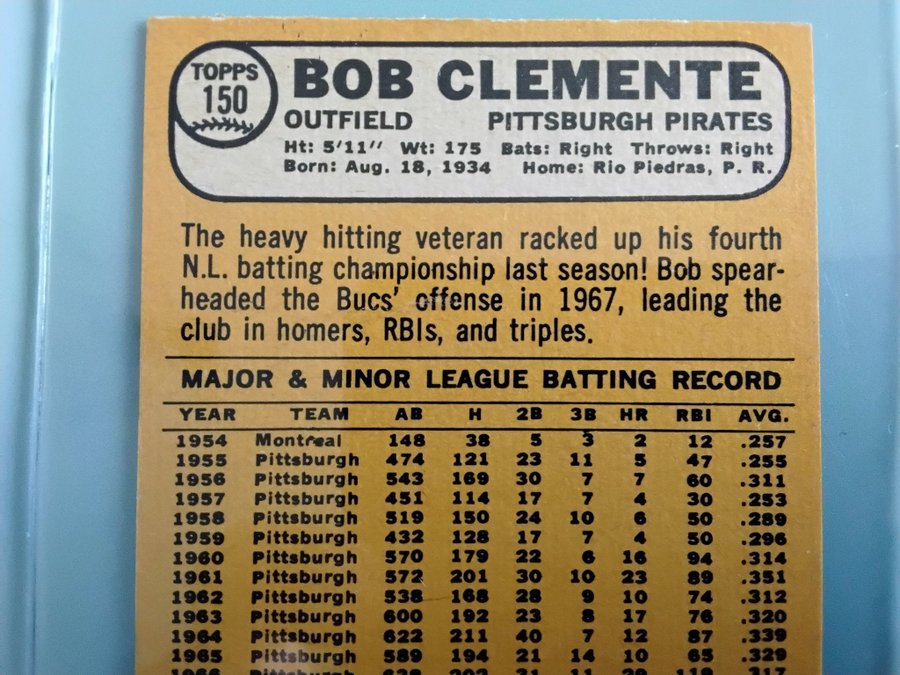 TOPPS
150
BOB CLEMENTE
OUTFIELD PITTSBURGH PIRATES
Ht: 5'11" Wt: 175 Bats: Right Throws: Right
Born: Aug. 18, 1934 Home: Rio Piedras, P. R.
The heavy hitting veteran racked up his fourth
N.L. batting championship last season! Bob spear-
headed the Bucs' offense in 1967, leading the
club in homers, RBIs, and triples.
MAJOR & MINOR LEAGUE BATTING RECORD
YEAR TEAM AB H 2B 3B HR RBI AVG.
1954 Montreal 148 38 5 3 2 12 .257
1955 Pittsburgh 474 121 23 11 5 47 .255
1956 Pittsburgh 543 169 30 7 7 60 .311
1957 Pittsburgh 451 114 17 7 4 30 .253
1958 Pittsburgh 519 150 24 10 6 50 .289
1959 Pittsburgh 432 128 17 7 4 50 .296
1960 Pittsburgh 570 179 22 6 16 94 .314
1961 Pittsburgh 572 201 30 10 23 89 .351
1962 Pittsburgh 538 168 28 9 10 74 .312
1963 Pittsburgh 600 192 23 8 17 76 .320
1964 Pittsburgh 622 211 40 7 12 87 .339
1965 Pittsburgh 589 194 21 14 10 65 .329
1966 Pittsburgh 638 202 31 11 29 119 .317